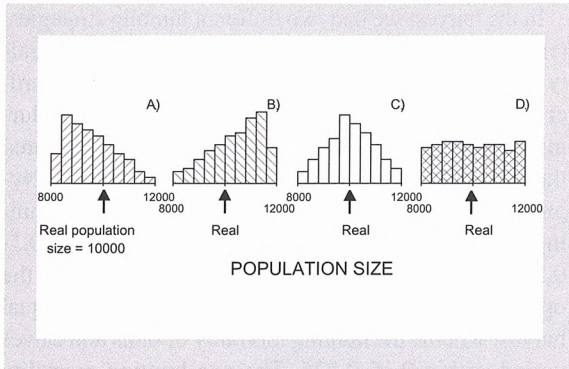 A)
B)
C)
D)
8000
12000
8000
12000
8000
12000
8000
12000
Real population
size = 10000
Real
Real
Real
POPULATION SIZE